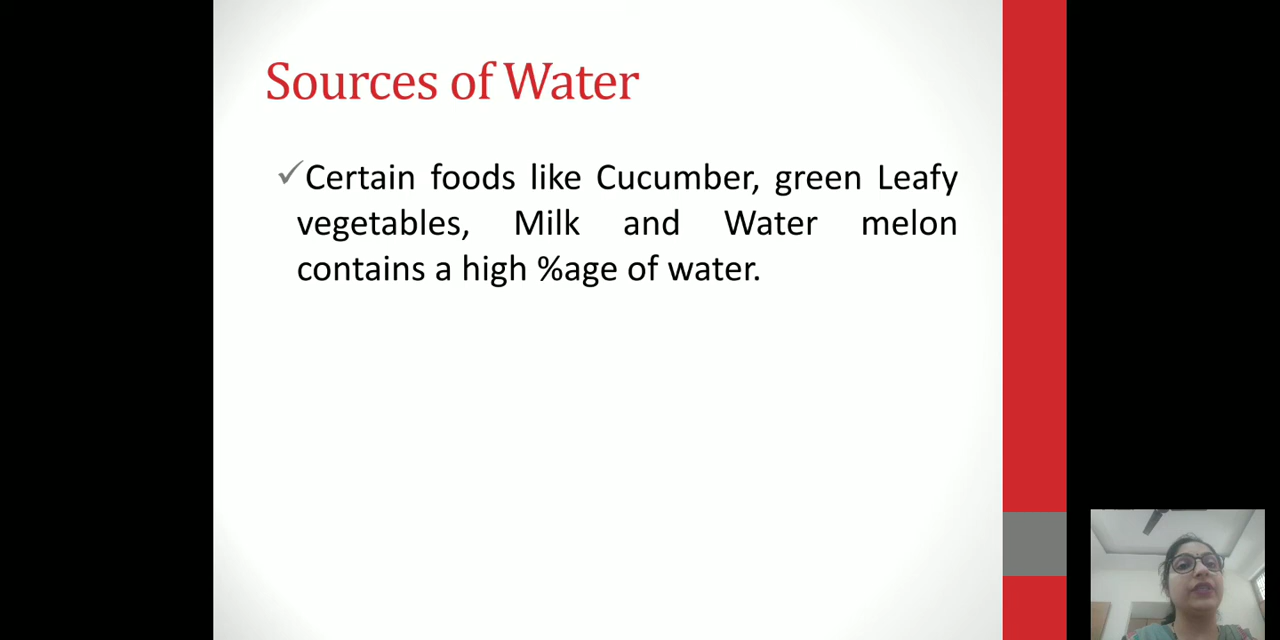 Sources of Water
✓Certain foods like Cucumber, green Leafy
vegetables, Milk and Water melon
contains a high %age of water.